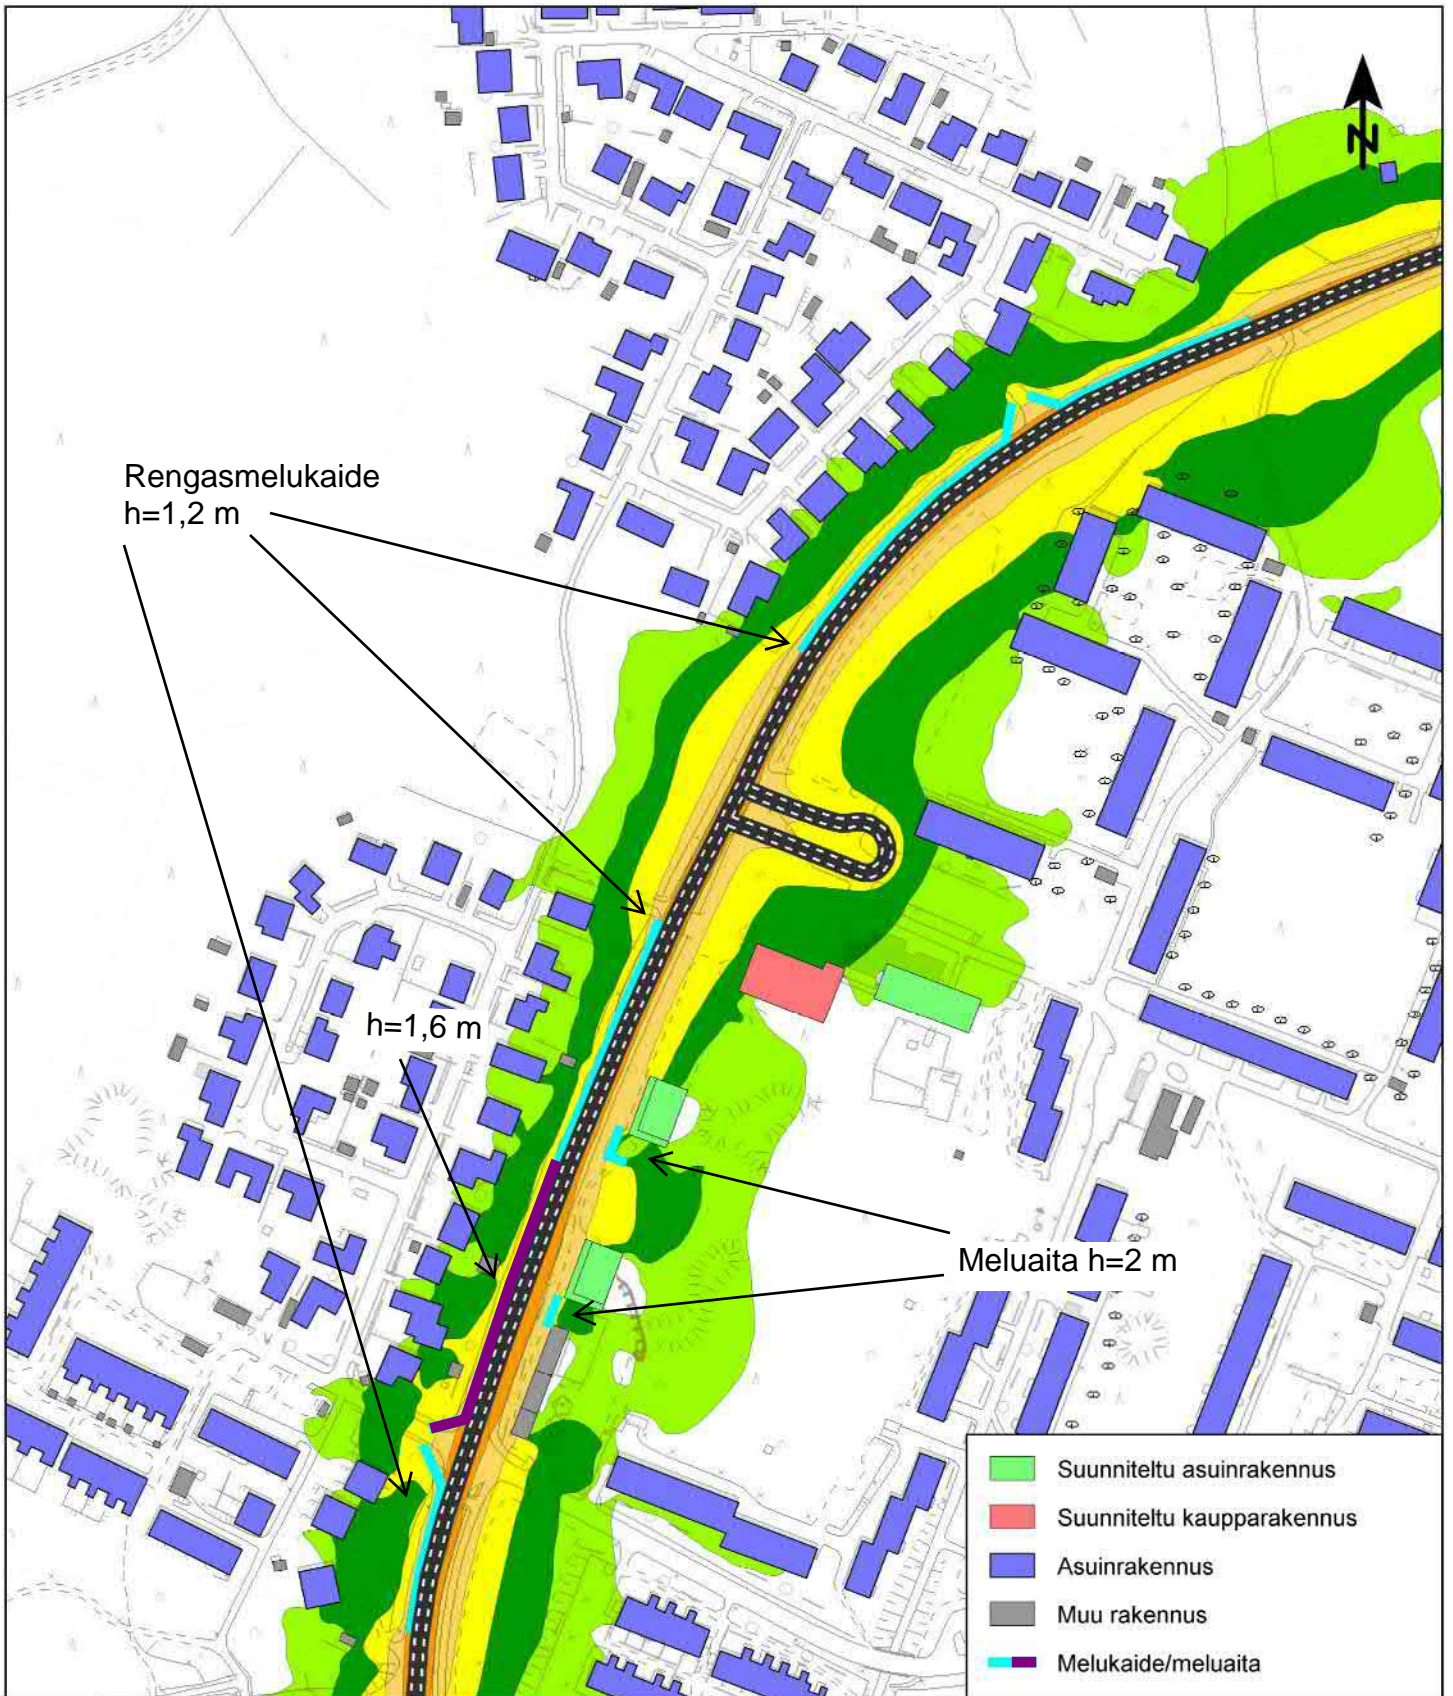 N
Rengasmelukaide
h=1,2 m
h=1,6 m
Meluaita h=2 m
Suunniteltu asuinrakennus
Suunniteltu kaupparakennus
Asuinrakennus
Muu rakennus
Melukaide/meluaita